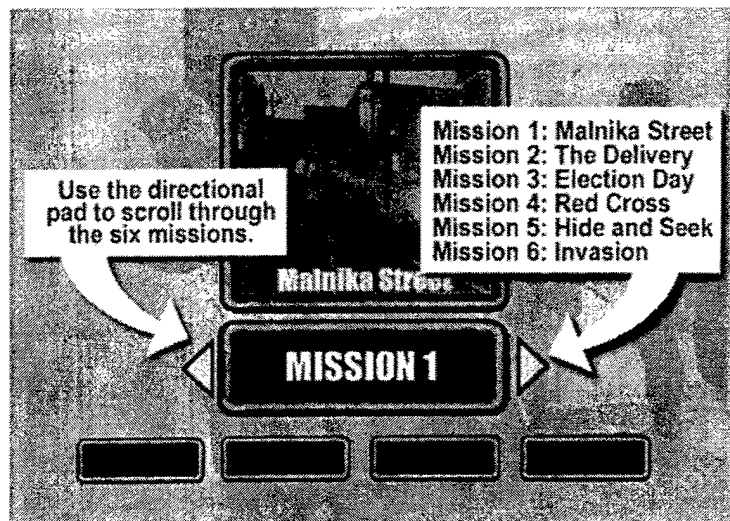 Mission 1: Malnika Street
Mission 2: The Delivery
Mission 3: Election Day
Mission 4: Red Cross
Mission 5: Hide and Seek
Mission 6: Invasion
Use the directional
pad to scroll through
the six missions.
Malnika Street
MISSION 1